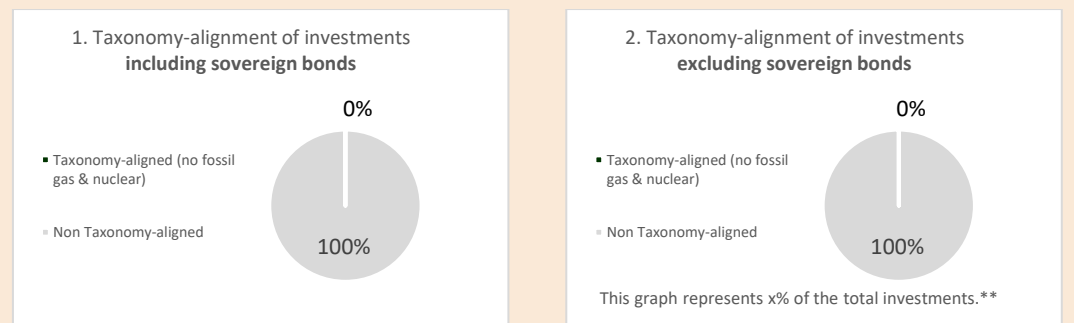 1. Taxonomy-alignment of investments
including sovereign bonds
0%
Taxonomy-aligned (no fossil
gas & nuclear)
Non Taxonomy-aligned
100%
2. Taxonomy-alignment of investments
excluding sovereign bonds
0%
Taxonomy-aligned (no fossil
gas & nuclear)
Non Taxonomy-aligned
100%
This graph represents x% of the total investments.**